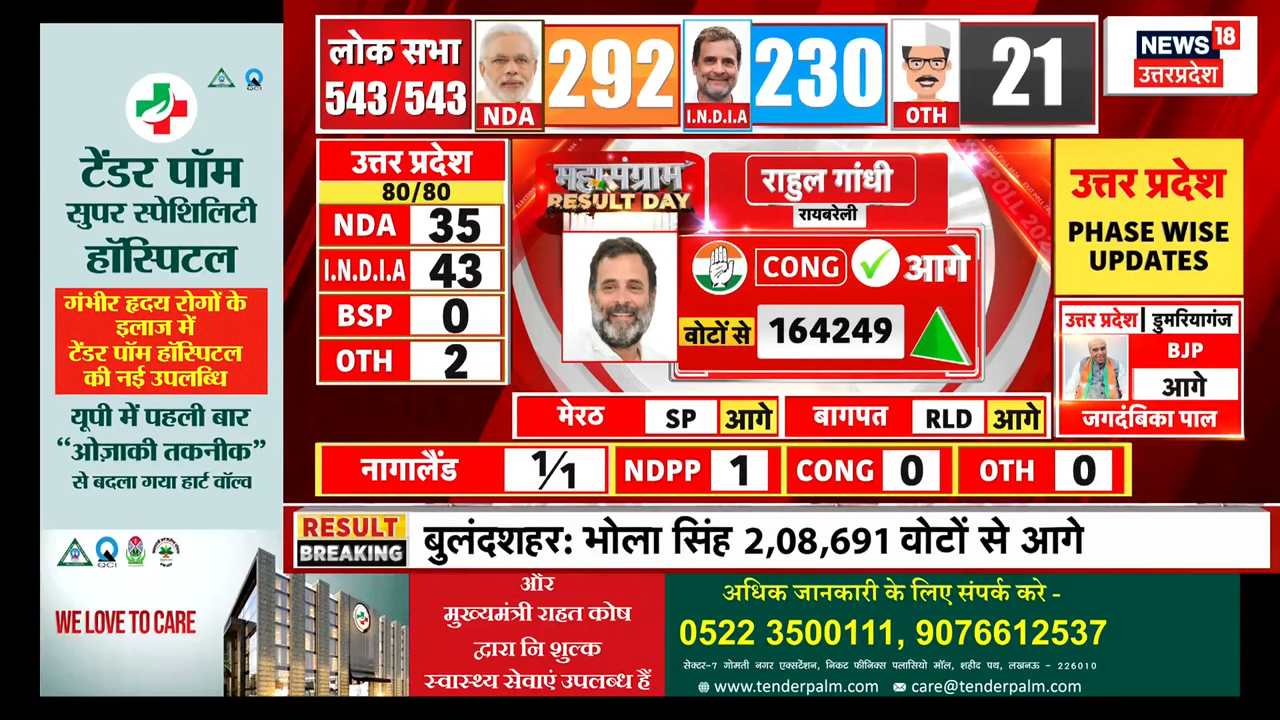 लोक सभा
543/543
NDA
292
I.N.D.I.A
230
OTH
21
NEWS 18
उत्तरप्रदेश
QCI
टेंडर पॉम
सुपर स्पेशिलिटी
हॉस्पिटल
गंभीर हृदय रोगों के
इलाज में
टेंडर पॉम हॉस्पिटल
की नई उपलब्धि
यूपी में पहली बार
“ओज़ाकी तकनीक”
से बदला गया हार्ट वॉल्व
उत्तर प्रदेश
80/80
NDA 35
I.N.D.I.A 43
BSP 0
OTH 2
महासंग्राम
RESULT DAY
राहुल गांधी
रायबरेली
CONG आगे
वोटों से 164249
उत्तर प्रदेश
PHASE WISE
UPDATES
उत्तर प्रदेश | डुमरियागंज
BJP
आगे
जगदंबिका पाल
मेरठ SP आगे
बागपत RLD आगे
नागालैंड 1/1 NDPP 1 CONG 0 OTH 0
RESULT
BREAKING
बुलंदशहर: भोला सिंह 2,08,691 वोटों से आगे
QCI
WE LOVE TO CARE
और
मुख्यमंत्री राहत कोष
द्वारा नि शुल्क
स्वास्थ्य सेवाएं उपलब्ध हैं
अधिक जानकारी के लिए संपर्क करे -
0522 3500111, 9076612537
सेक्टर-7 गोमती नगर एक्सटेंशन, निकट फीनिक्स पलासियो मॉल, शहीद पथ, लखनऊ - 226010
www.tenderpalm.com care@tenderpalm.com